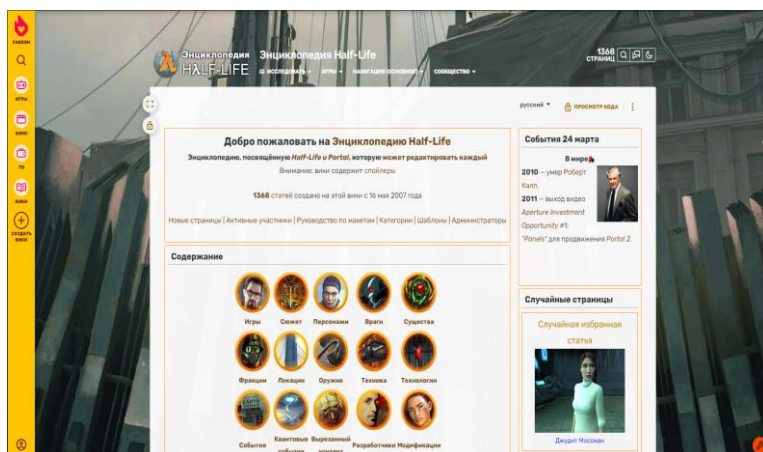 FANDOM
ИГРЫ
КИНО
ТВ
ВИКИ
СОЗДАТЬ
ВИКИ
Энциклопедия
HλLF-LIFE
Энциклопедия Half-Life
ИССЛЕДОВАТЬ
ИГРЫ
НАВИГАЦИЯ (ОСНОВНОЕ)
СООБЩЕСТВО
1368
СТРАНИЦ
русский
ПРОСМОТР КОДА
Добро пожаловать на Энциклопедию Half-Life
Энциклопедию, посвящённую Half-Life и Portal, которую может редактировать каждый
Внимание: вики содержит спойлеры
1368 статей создано на этой вики с 16 мая 2007 года
Новые страницы | Активные участники | Руководство по макетам | Категории | Шаблоны | Администраторы
События 24 марта
В мире
2010 – умер Роберт
Калп.
2011 – выход видео
Aperture Investment
Opportunity #1:
"Panels" для продвижения Portal 2.
Содержание
Игры Сюжет Персонажи Враги Существа
Фракции Локации Оружие Техника Технологии
События Квантовые события Вырезанный контент Разработчики Модификации
Случайные страницы
Случайная избранная
статья
Джудит Моссман